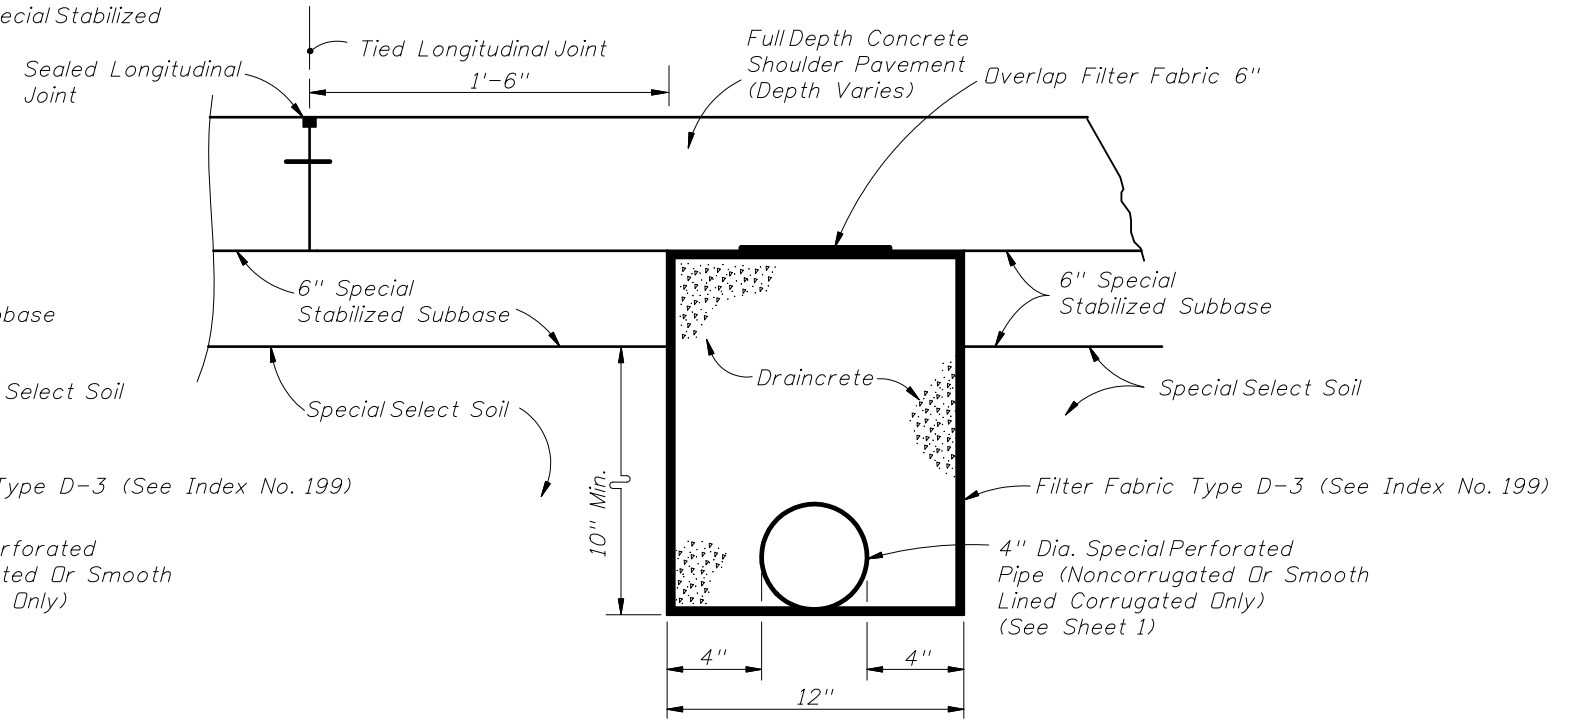 ecial Stabilized
Tied Longitudinal Joint
Sealed Longitudinal
Joint
1'-6"
Full Depth Concrete
Shoulder Pavement
(Depth Varies)
Overlap Filter Fabric 6"
6" Special
Stabilized Subbase
6" Special
Stabilized Subbase
bbase
Draincrete
Select Soil
Special Select Soil
Special Select Soil
Type D-3 (See Index No. 199)
10" Min.
Filter Fabric Type D-3 (See Index No. 199)
erforated
ted Or Smooth
Only)
4" Dia. Special Perforated
Pipe (Noncorrugated Or Smooth
Lined Corrugated Only)
(See Sheet 1)
4"
4"
12"